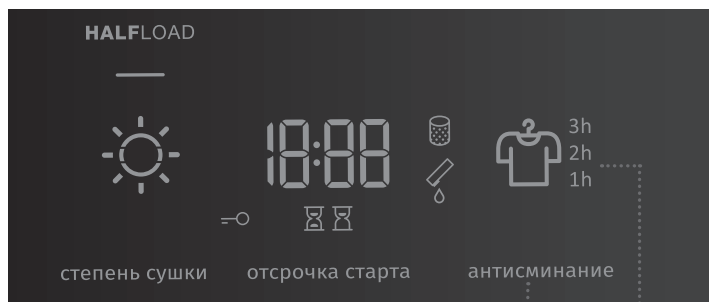 HALFLOAD
18:88
3h
2h
1h
степень сушки
отсрочка старта
антисминание